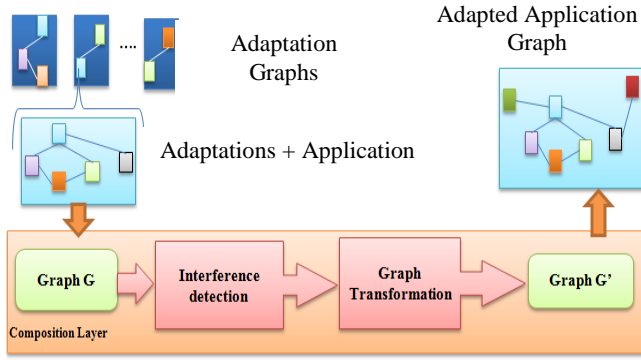 ....
Adaptation
Graphs
Adapted Application
Graph
Adaptations + Application
Graph G
Interference
detection
Graph
Transformation
Graph G’
Composition Layer